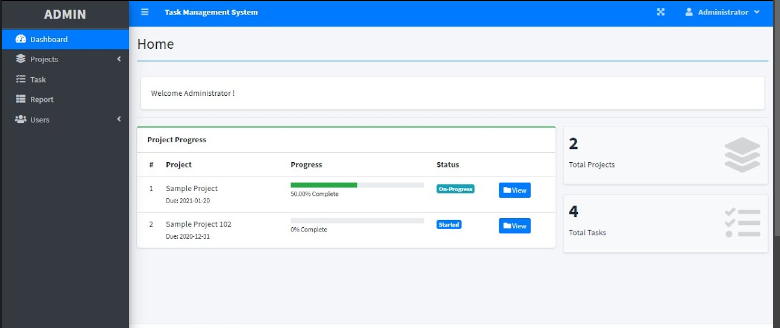 ADMIN
Task Management System
Administrator
Dashboard
Projects
Task
Report
Users
Home
Welcome Administrator !
Project Progress
# Project Progress Status
1 Sample Project 50.00% Complete On-Progress View
Due: 2021-01-20
2 Sample Project 102 0% Complete Started View
Due: 2020-12-31
2
Total Projects
4
Total Tasks